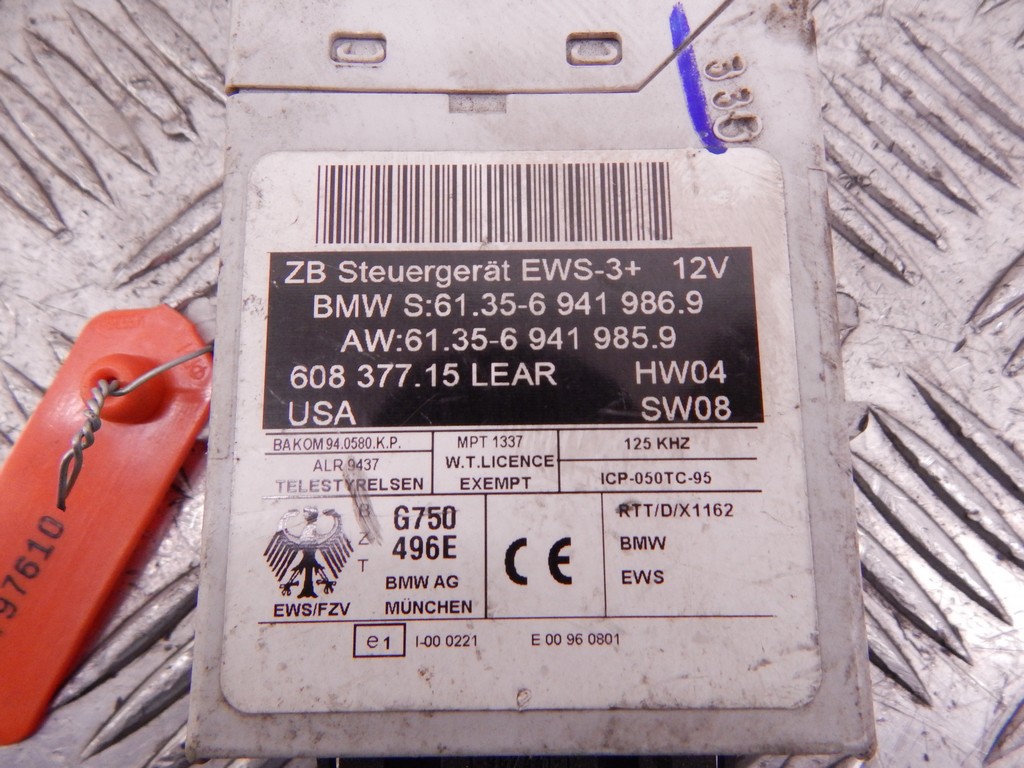 330
ZB Steuergerät EWS-3+ 12V
BMW S:61.35-6 941 986.9
AW:61.35-6 941 985.9
608 377.15 LEAR HW04
USA SW08
BAKOM 94.0580.K.P.
ALR 9437
TELESTYRELSEN
MPT 1337
W.T.LICENCE
EXEMPT
125 KHZ
ICP-050TC-95
B
Z
T
EWS/FZV
G750
496E
BMW AG
MÜNCHEN
CE
RTT/D/X1162
BMW
EWS
e1 I-00 0221 E 00 96 0801
97610